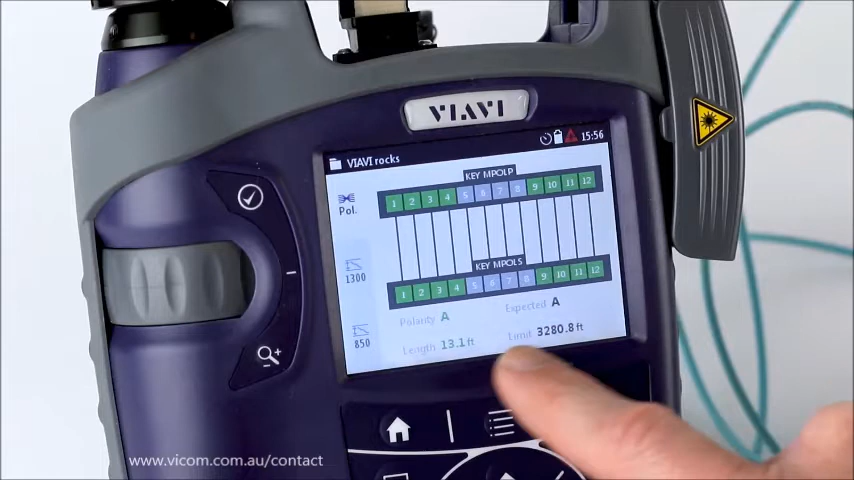 VIAVI
VIAVI rocks
15:56
KEY MPOLP
Pol.
1 2 3 4 5 6 7 8 9 10 11 12
1300
KEY MPOLS
1 2 3 4 5 6 7 8 9 10 11 12
Polarity A Expected A
850
Length 13.1 ft Limit 3280.8 ft
www.vicom.com.au/contact